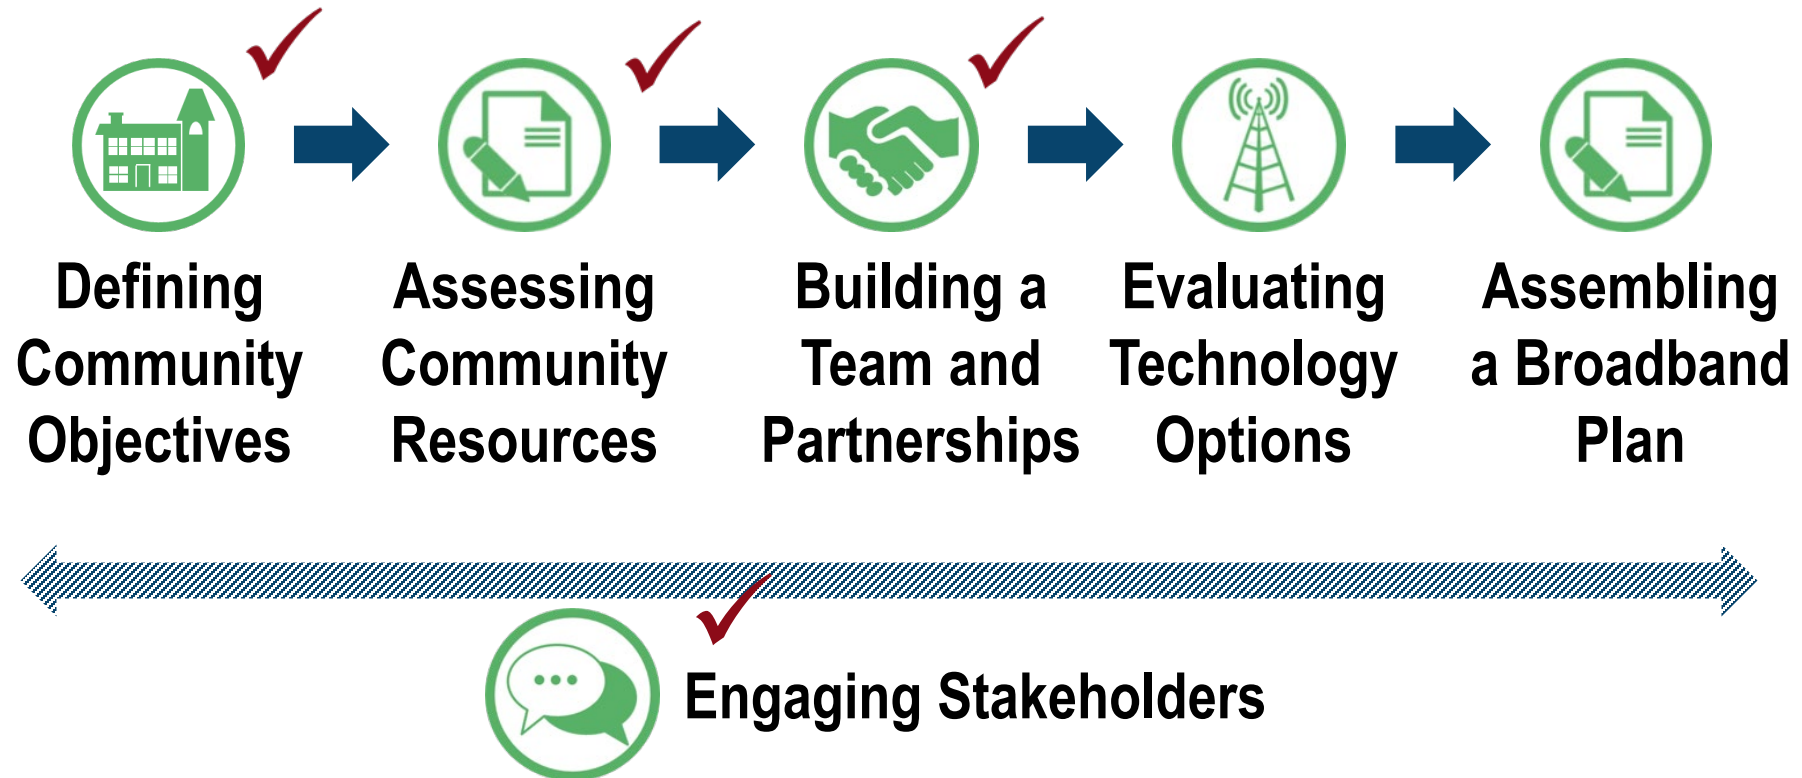 Defining
Community
Objectives
Assessing
Community
Resources
Building a
Team and
Partnerships
Evaluating
Technology
Options
Assembling
a Broadband
Plan
Engaging Stakeholders